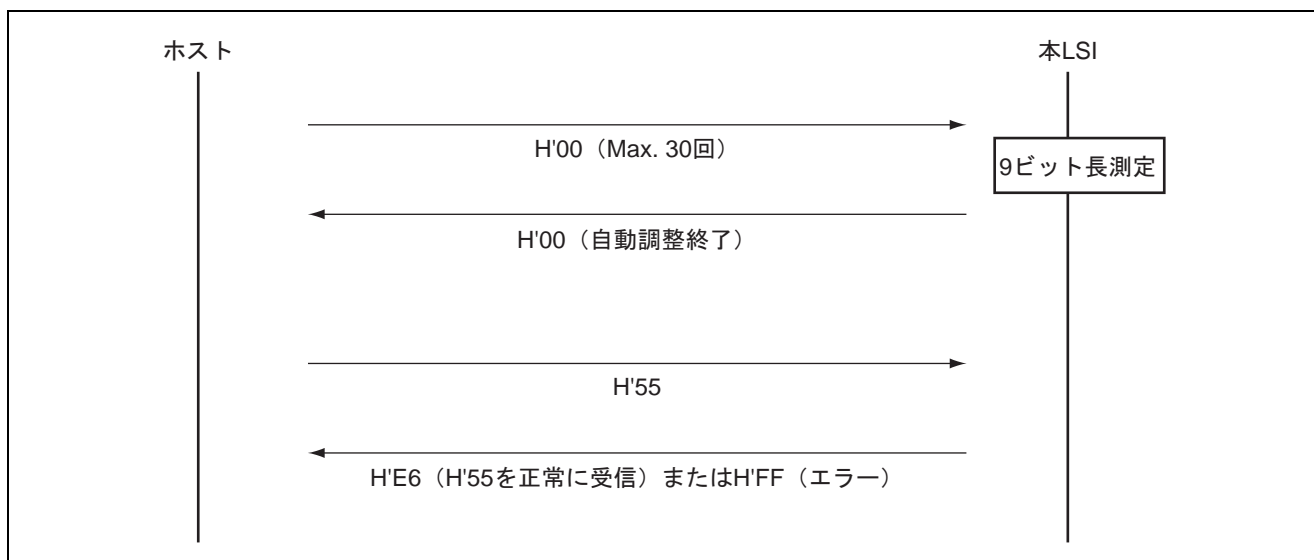 ホスト
本LSI
H'00（Max. 30回）
9ビット長測定
H'00（自動調整終了）
H'55
H'E6（H'55を正常に受信）またはH'FF（エラー）